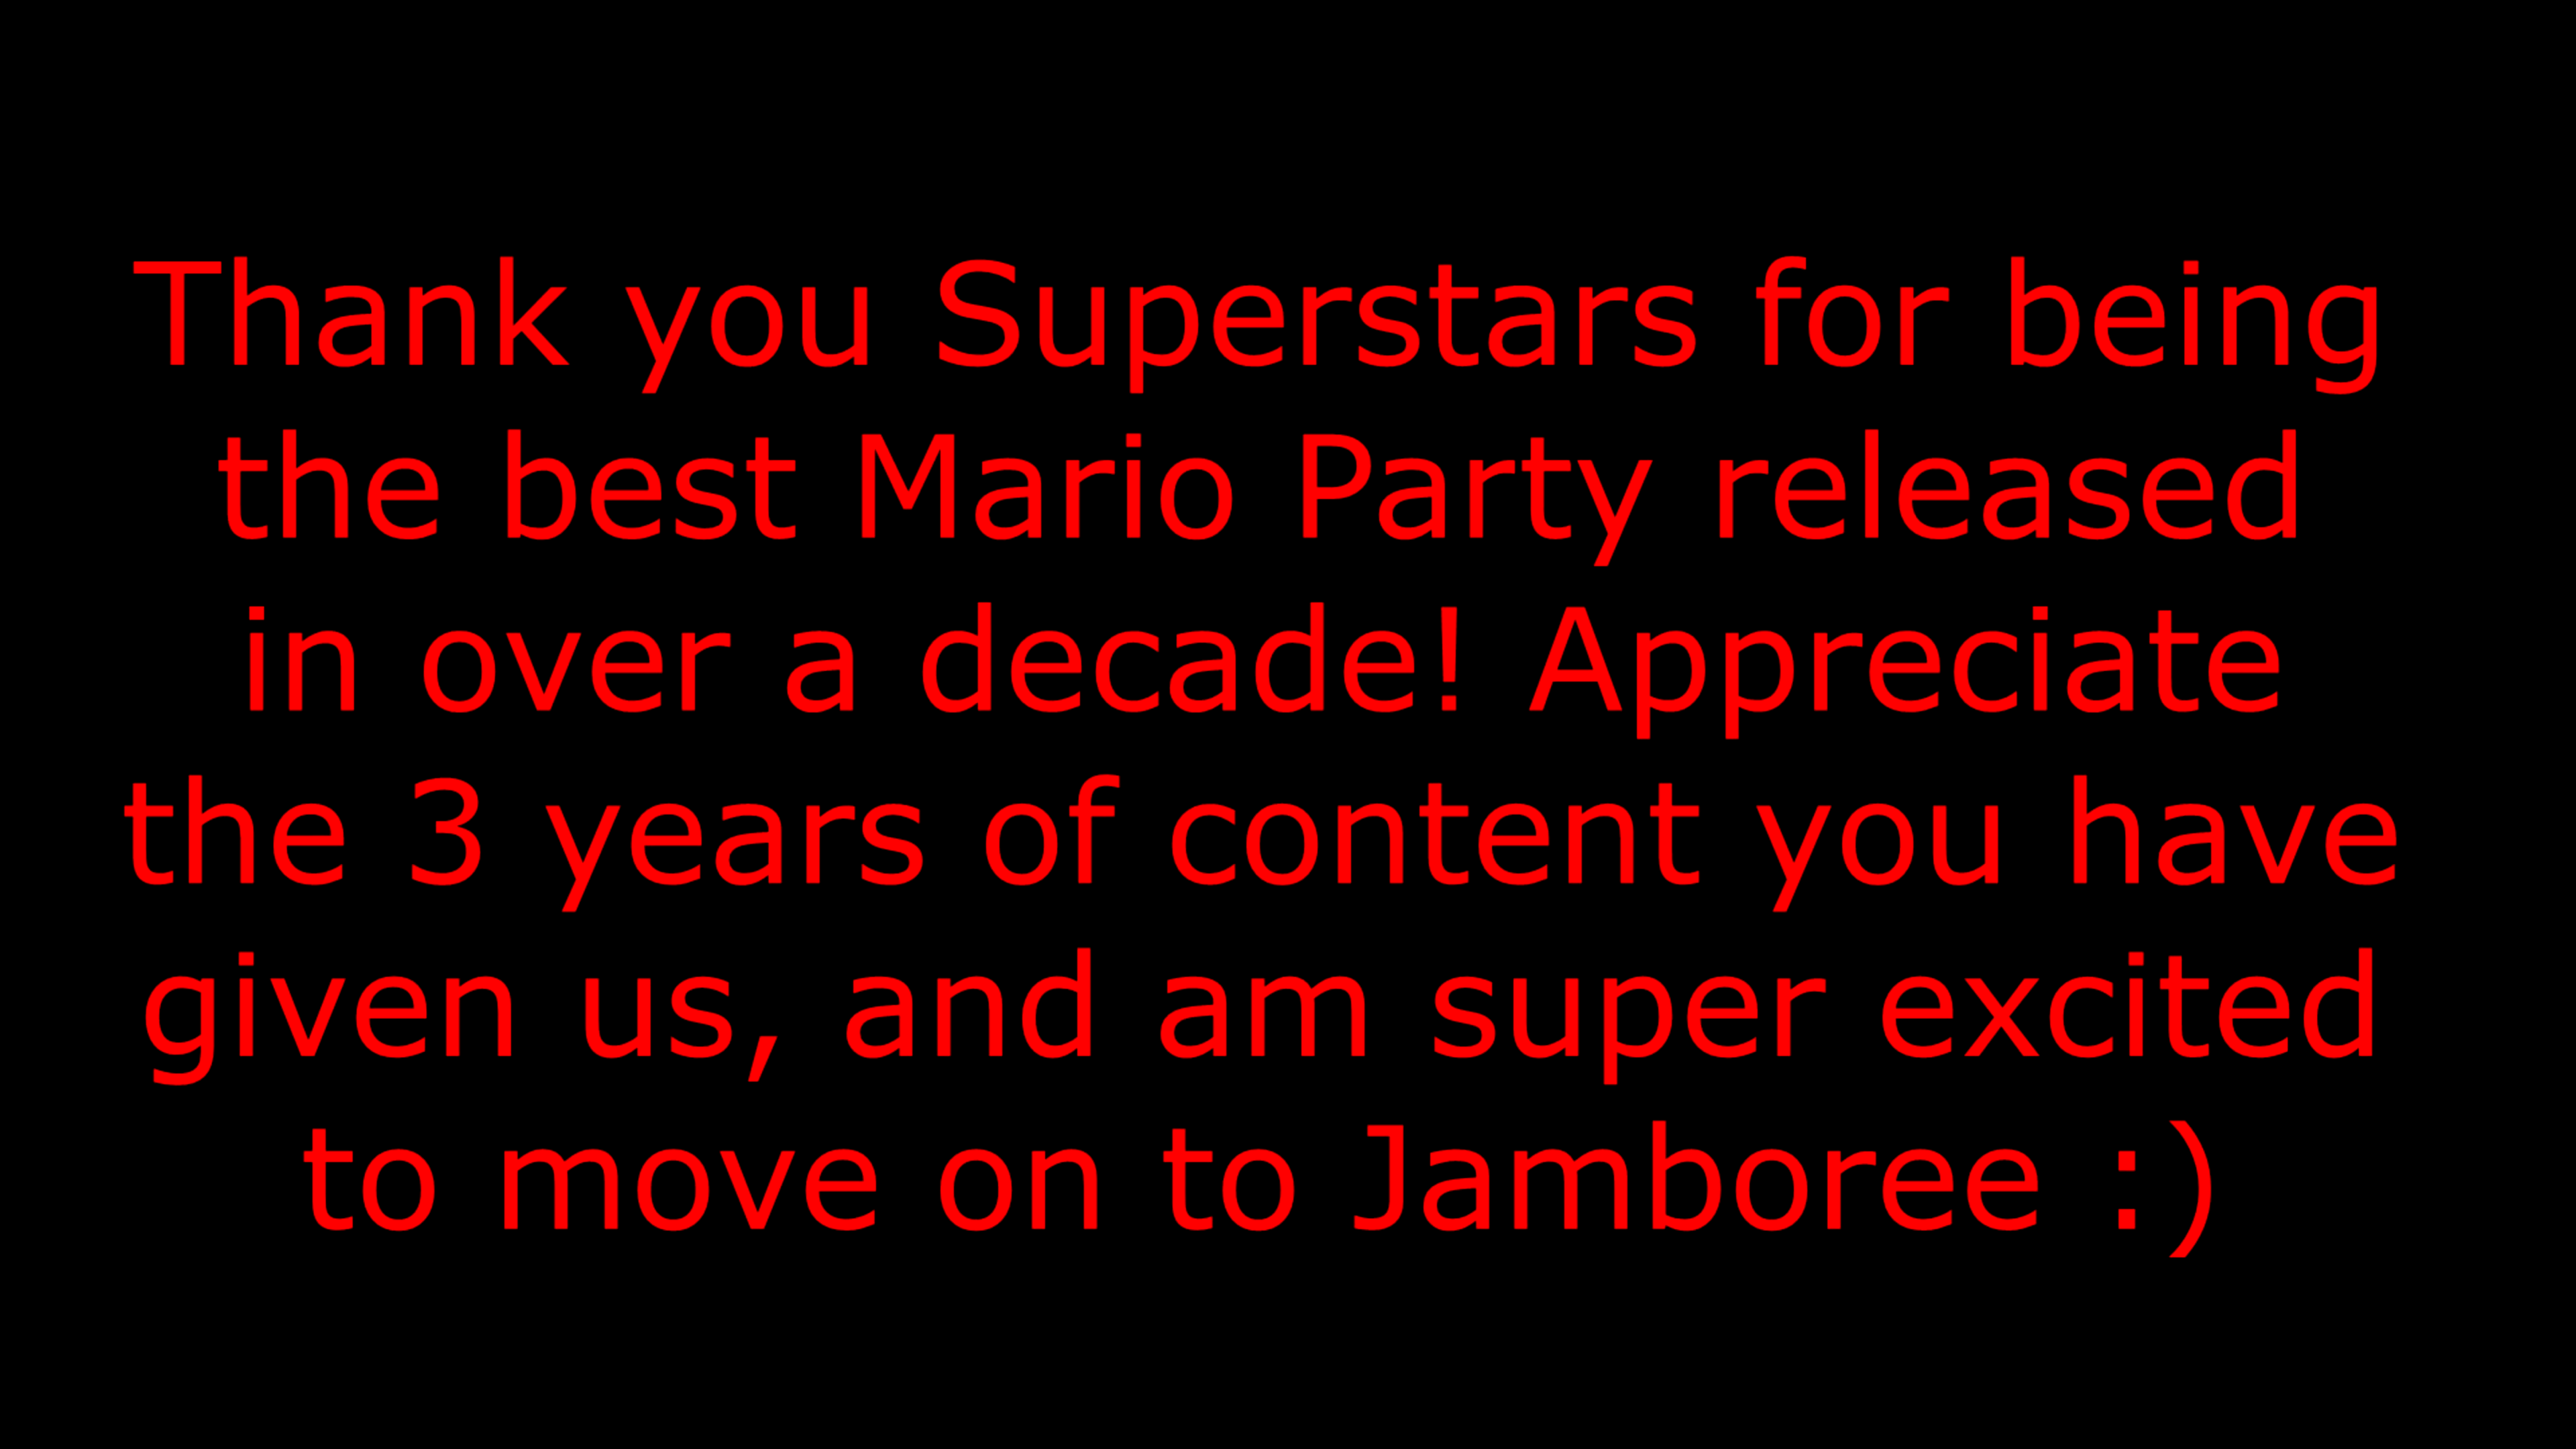 Thank you Superstars for being
the best Mario Party released
in over a decade! Appreciate
the 3 years of content you have
given us, and am super excited
to move on to Jamboree :)